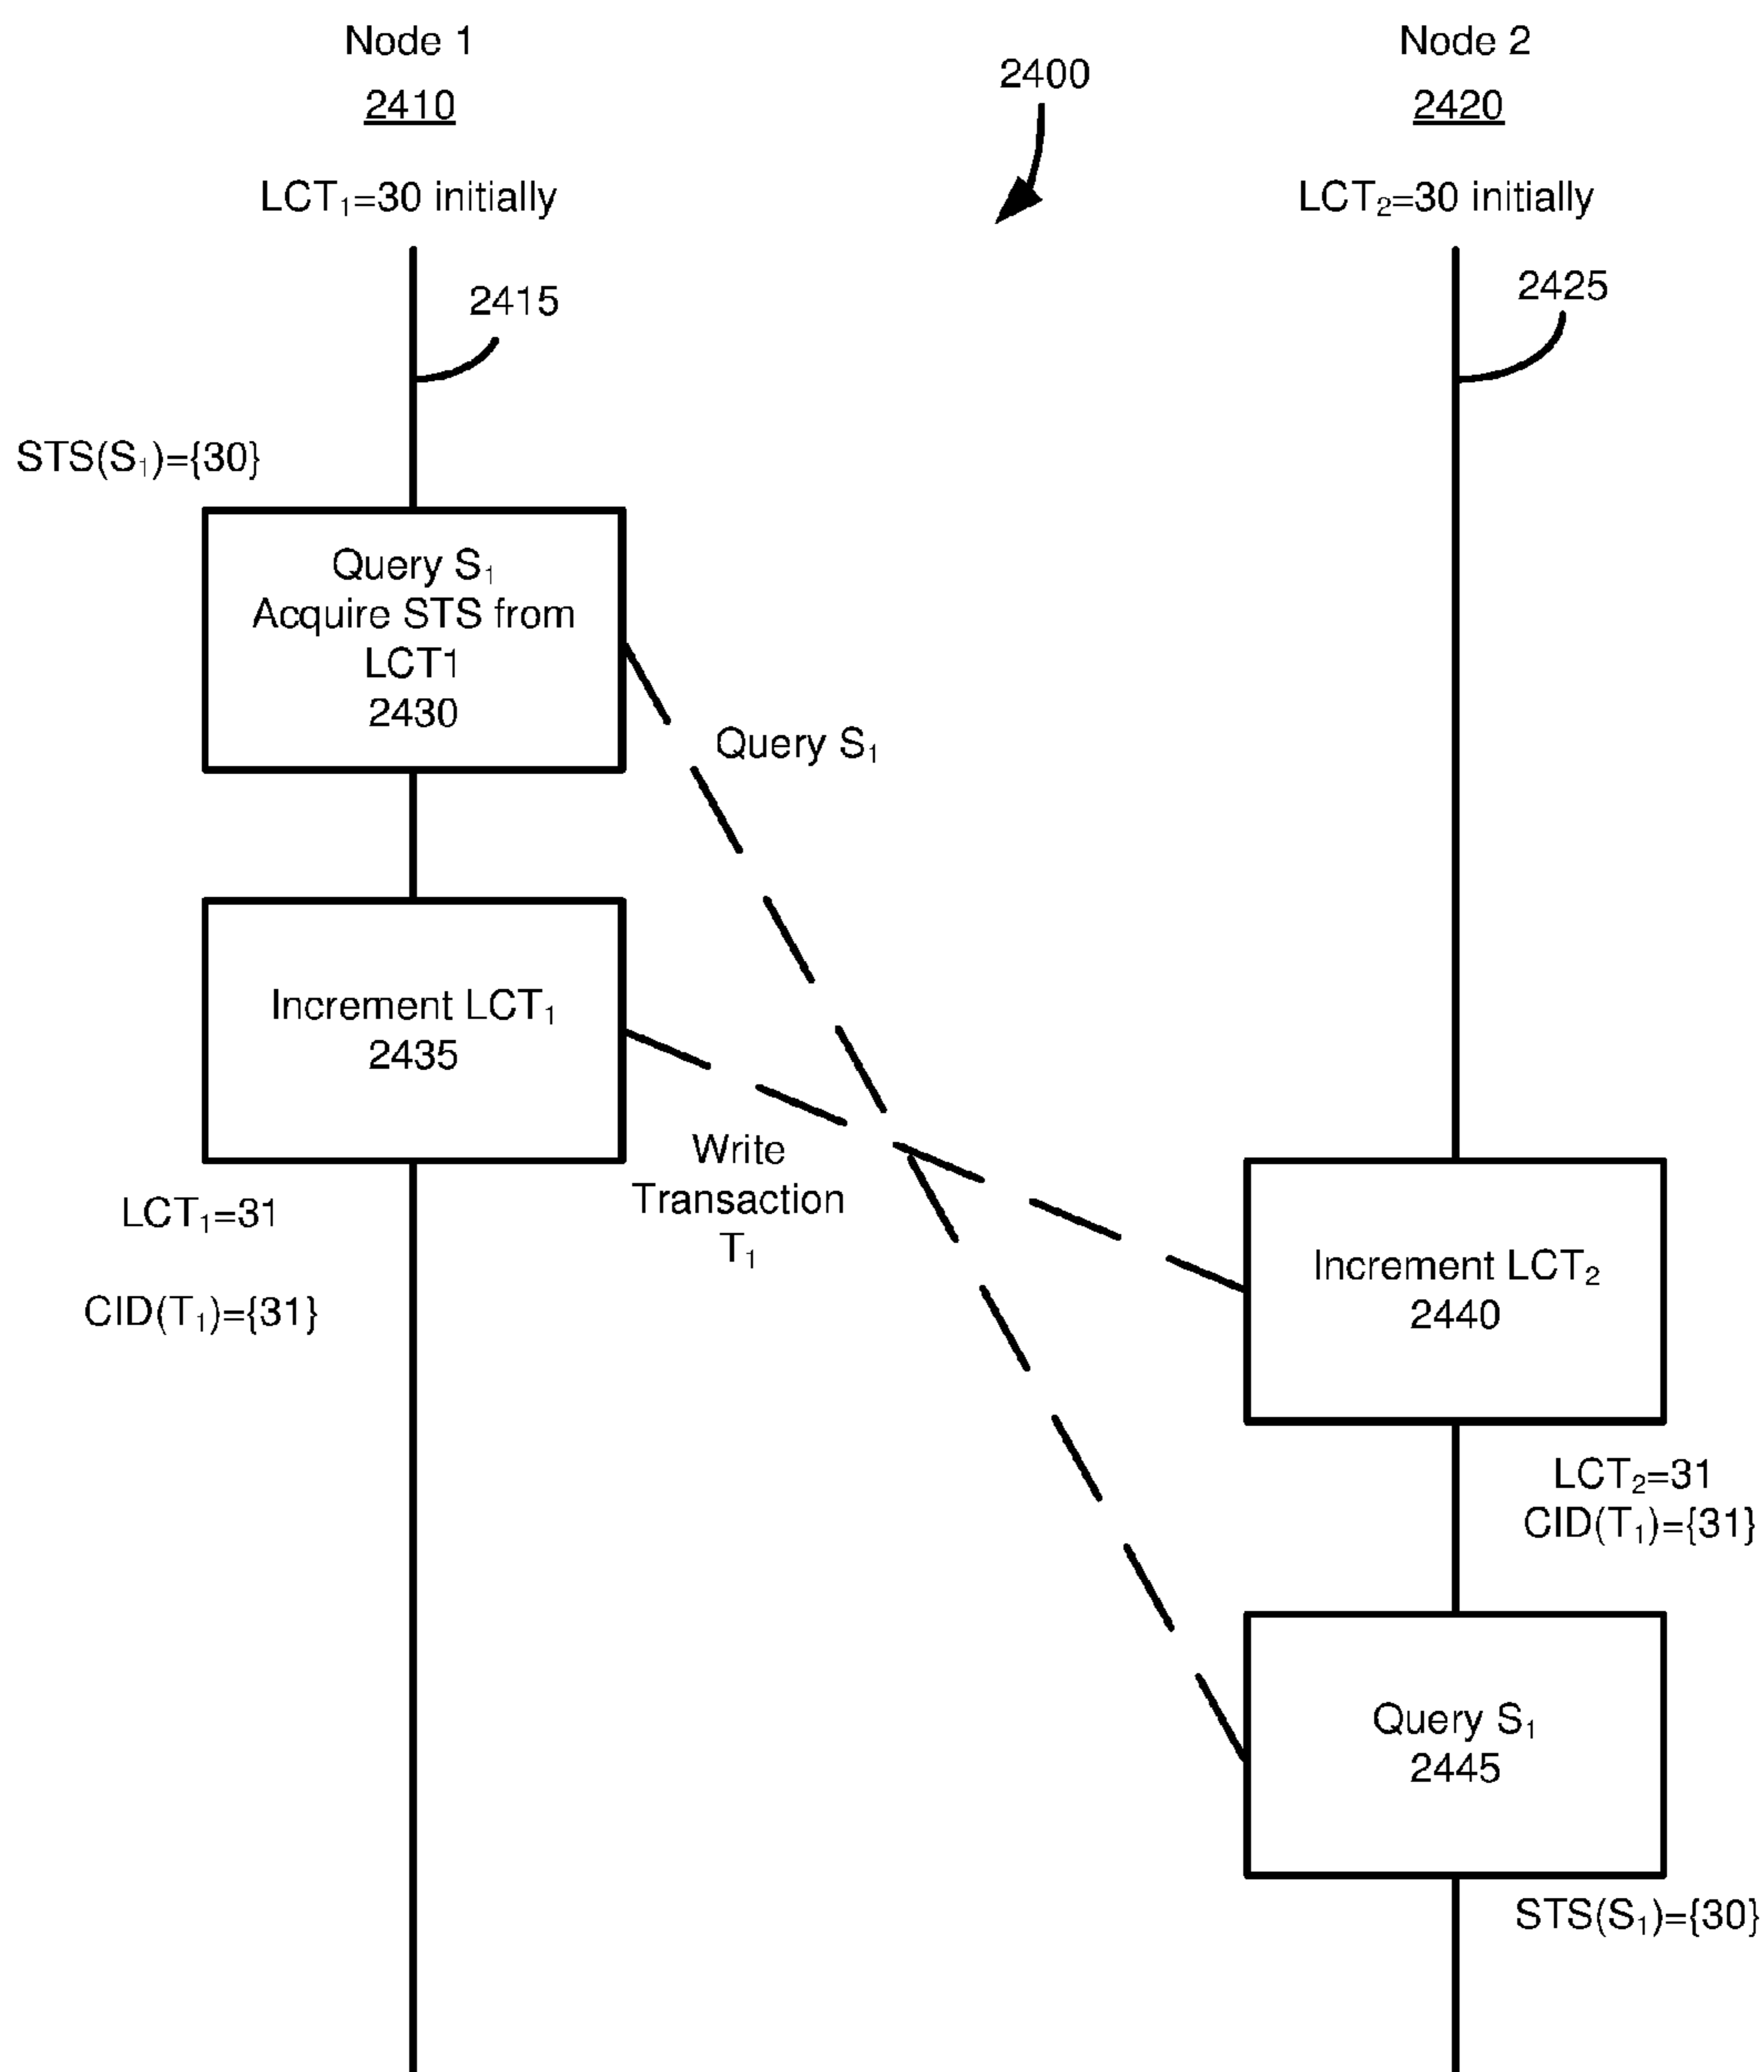 Node 1
2410
2400
Node 2
2420
LCT₁=30 initially
LCT₂=30 initially
2415
2425
STS(S₁)={30}
Query S₁
Acquire STS from
LCT1
2430
Query S₁
Increment LCT₁
2435
Write
Transaction
T₁
LCT₁=31
CID(T₁)={31}
Increment LCT₂
2440
LCT₂=31
CID(T₁)={31}
Query S₁
2445
STS(S₁)={30}